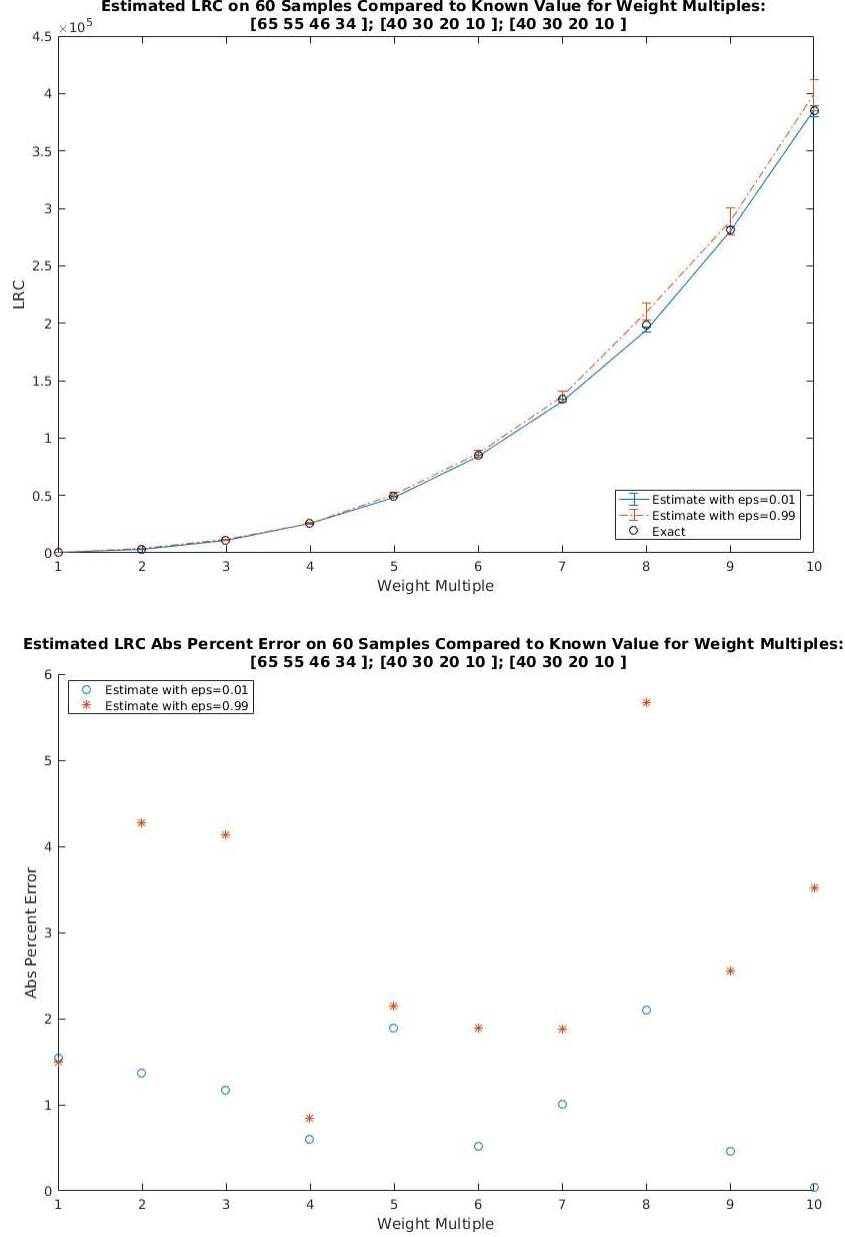 Estimated LRC on 60 Samples Compared to Known Value for Weight Multiples:
[65 55 46 34 ]; [40 30 20 10 ]; [40 30 20 10 ]
×10⁵
4.5
4
3.5
3
2.5
2
1.5
1
0.5
0
LRC
Estimate with eps=0.01
Estimate with eps=0.99
Exact
1 2 3 4 5 6 7 8 9 10
Weight Multiple
Estimated LRC Abs Percent Error on 60 Samples Compared to Known Value for Weight Multiples:
[65 55 46 34 ]; [40 30 20 10 ]; [40 30 20 10 ]
Estimate with eps=0.01
Estimate with eps=0.99
6
5
4
3
2
1
0
Abs Percent Error
1 2 3 4 5 6 7 8 9 10
Weight Multiple